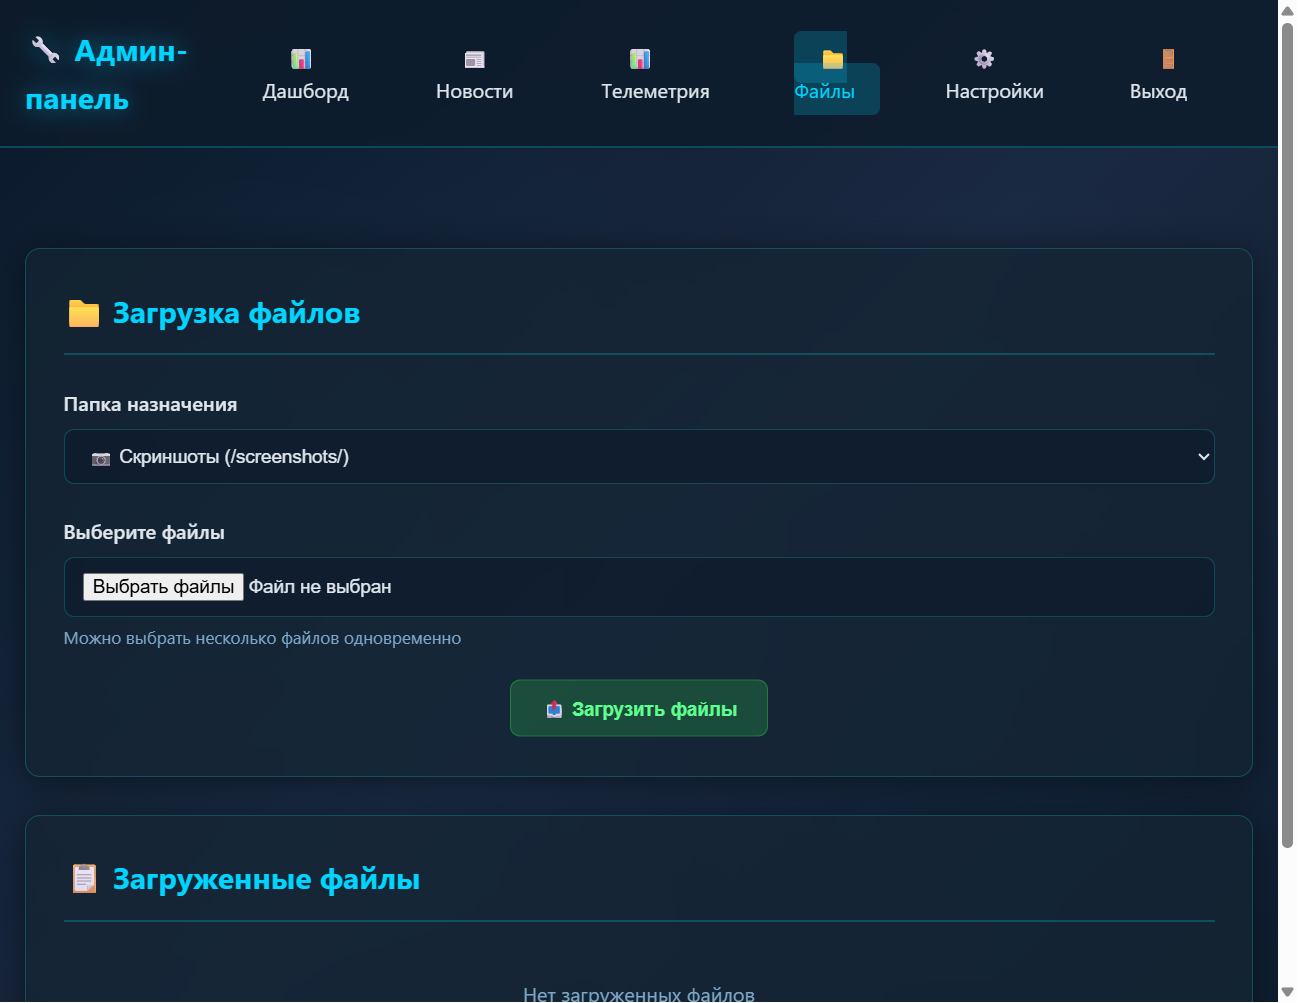 Админ-
панель
Дашборд
Новости
Телеметрия
Файлы
Настройки
Выход
Загрузка файлов
Папка назначения
Скриншоты (/screenshots/)
Выберите файлы
Выбрать файлы Файл не выбран
Можно выбрать несколько файлов одновременно
Загрузить файлы
Загруженные файлы
Нет загруженных файлов